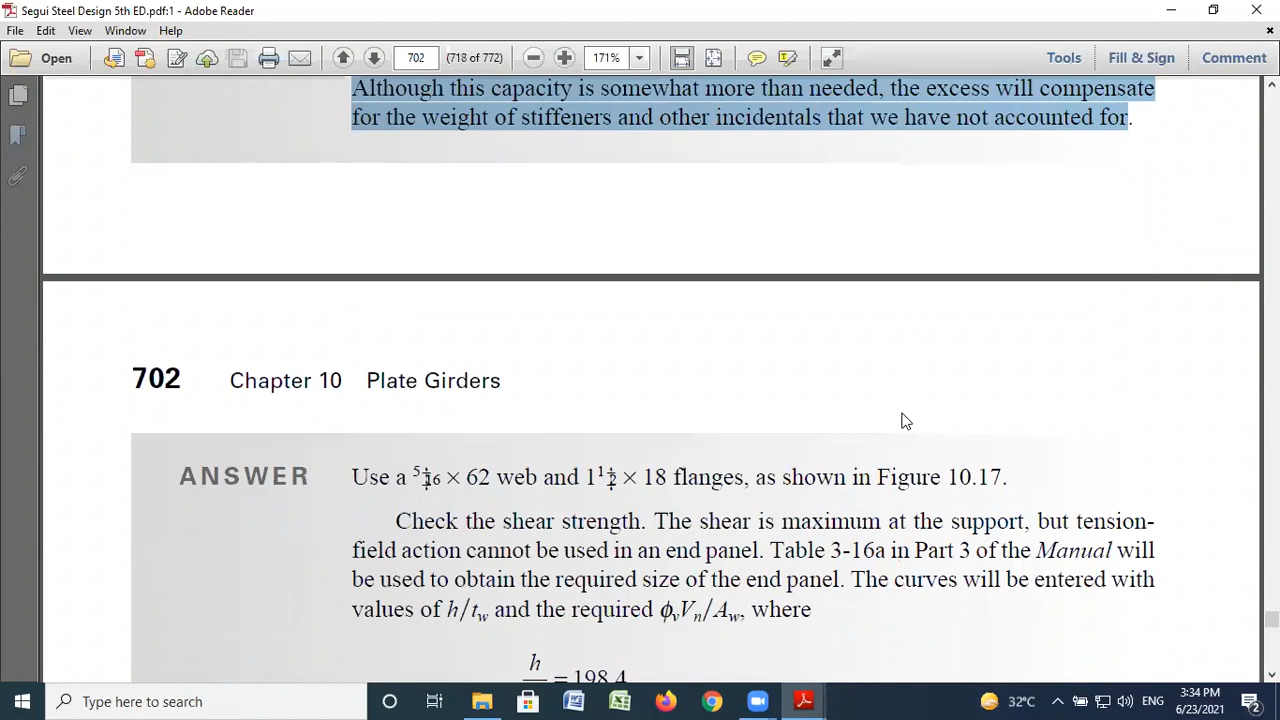 Segui Steel Design 5th ED.pdf:1 - Adobe Reader
File Edit View Window Help
Open 702 (718 of 772) 171% Tools Fill & Sign Comment
Although this capacity is somewhat more than needed, the excess will compensate
for the weight of stiffeners and other incidentals that we have not accounted for.
702 Chapter 10 Plate Girders
ANSWER Use a 5/16 × 62 web and 1 1/2 × 18 flanges, as shown in Figure 10.17.
Check the shear strength. The shear is maximum at the support, but tension-
field action cannot be used in an end panel. Table 3-16a in Part 3 of the Manual will
be used to obtain the required size of the end panel. The curves will be entered with
values of h/tw and the required ϕvVn/Aw, where
h
= 198.4
Type here to search 32°C ENG 3:34 PM
6/23/2021 2